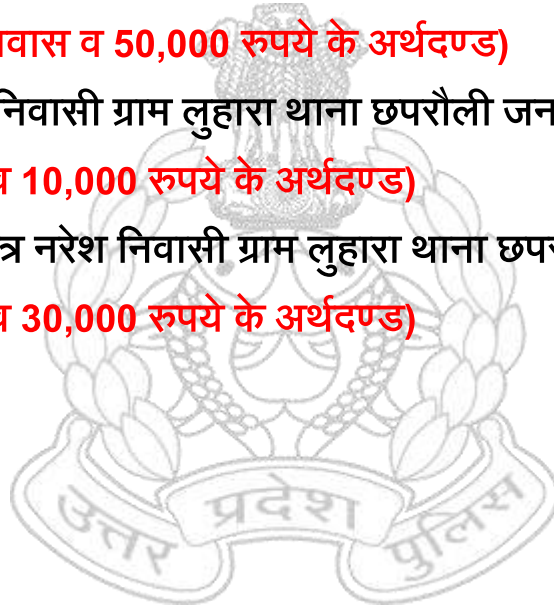 वास व 50,000 रुपये के अर्थदण्ड)
निवासी ग्राम लुहारा थाना छपरौली जन
व 10,000 रुपये के अर्थदण्ड)
त्र नरेश निवासी ग्राम लुहारा थाना छपर
व 30,000 रुपये के अर्थदण्ड)
उत्तर प्रदेश पुलिस